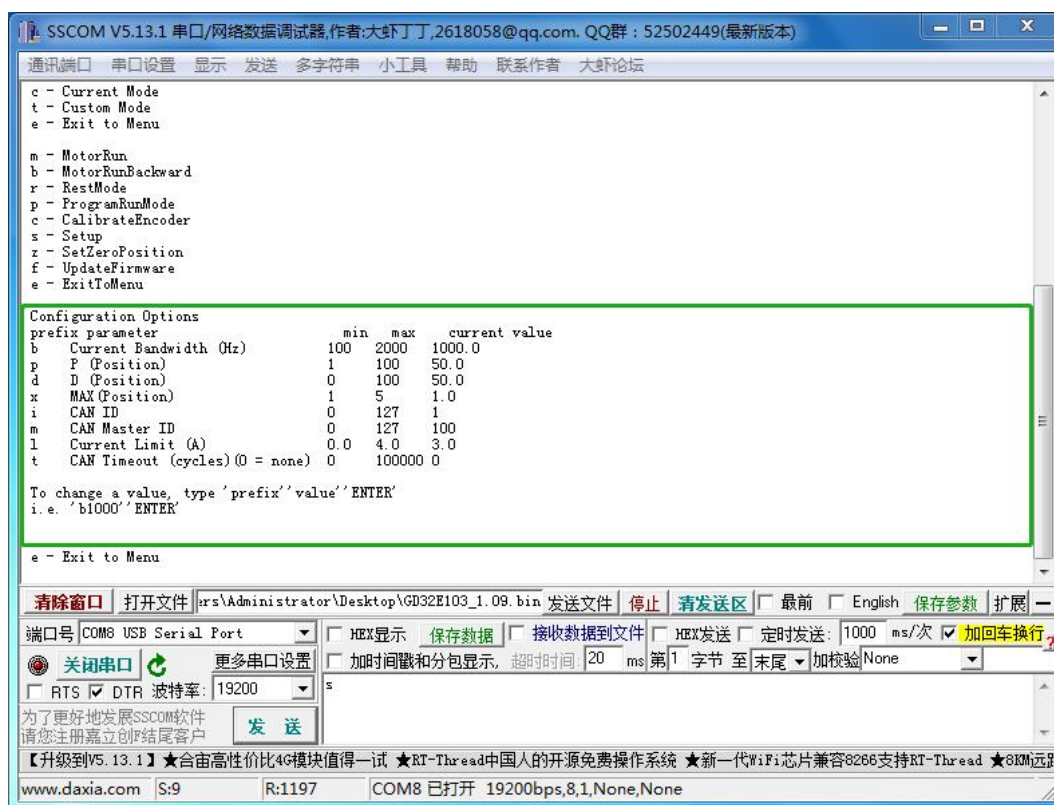 SSCOM V5.13.1 串口/网络数据调试器,作者:大虾丁丁,2618058@qq.com. QQ群：52502449(最新版本)
通讯端口 串口设置 显示 发送 多字符串 小工具 帮助 联系作者 大虾论坛
c - Current Mode
t - Custom Mode
e - Exit to Menu
m - MotorRun
b - MotorRunBackward
r - RestMode
p - ProgramRunMode
c - CalibrateEncoder
s - Setup
z - SetZeroPosition
f - UpdateFirmware
e - ExitToMenu
Configuration Options
prefix parameter min max current value
b Current Bandwidth (Hz) 100 2000 1000.0
p P (Position) 1 100 50.0
d D (Position) 0 100 50.0
x MAX(Position) 1 5 1.0
i CAN ID 0 127 1
m CAN Master ID 0 127 100
l Current Limit (A) 0.0 4.0 3.0
t CAN Timeout (cycles)(0 = none) 0 100000 0
To change a value, type 'prefix''value''ENTER'
i.e. 'b1000''ENTER'
e - Exit to Menu
清除窗口 打开文件 ers\Administrator\Desktop\GD32E103_1.09.bin 发送文件 停止 清发送区 最前 English 保存参数 扩展 —
端口号 COM8 USB Serial Port HEX显示 保存数据 接收数据到文件 HEX发送 定时发送: 1000 ms/次 加回车换行 ?
关闭串口 更多串口设置 加时间戳和分包显示, 超时时间: 20 ms 第1 字节 至 末尾 加校验 None
RTS DTR 波特率: 19200 s
为了更好地发展SSCOM软件
请您注册嘉立创F结尾客户
发 送
【升级到V5.13.1】★合宙高性价比4G模块值得一试 ★RT-Thread中国人的开源免费操作系统 ★新一代WiFi芯片兼容8266支持RT-Thread ★8KM远
www.daxia.com S:9 R:1197 COM8 已打开 19200bps,8,1,None,None